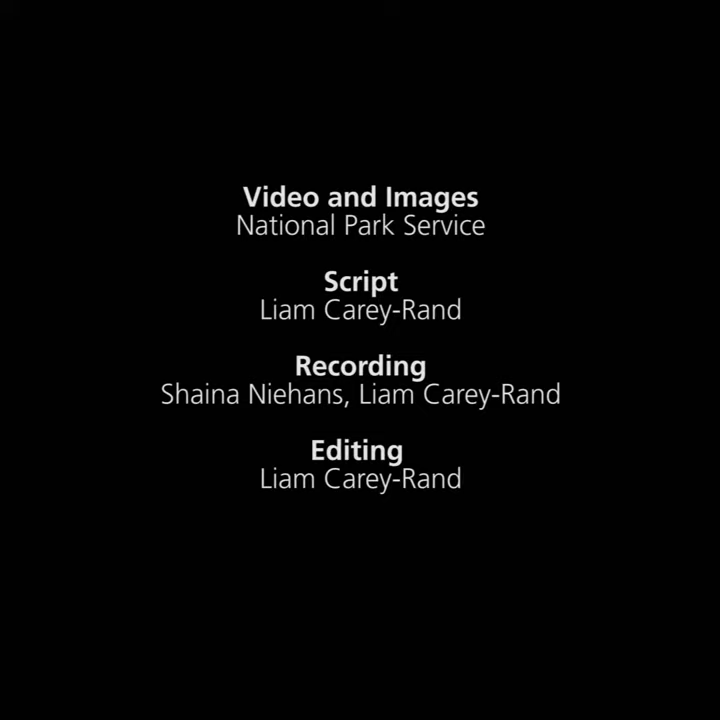 Video and Images
National Park Service
Script
Liam Carey-Rand
Recording
Shaina Niehans, Liam Carey-Rand
Editing
Liam Carey-Rand